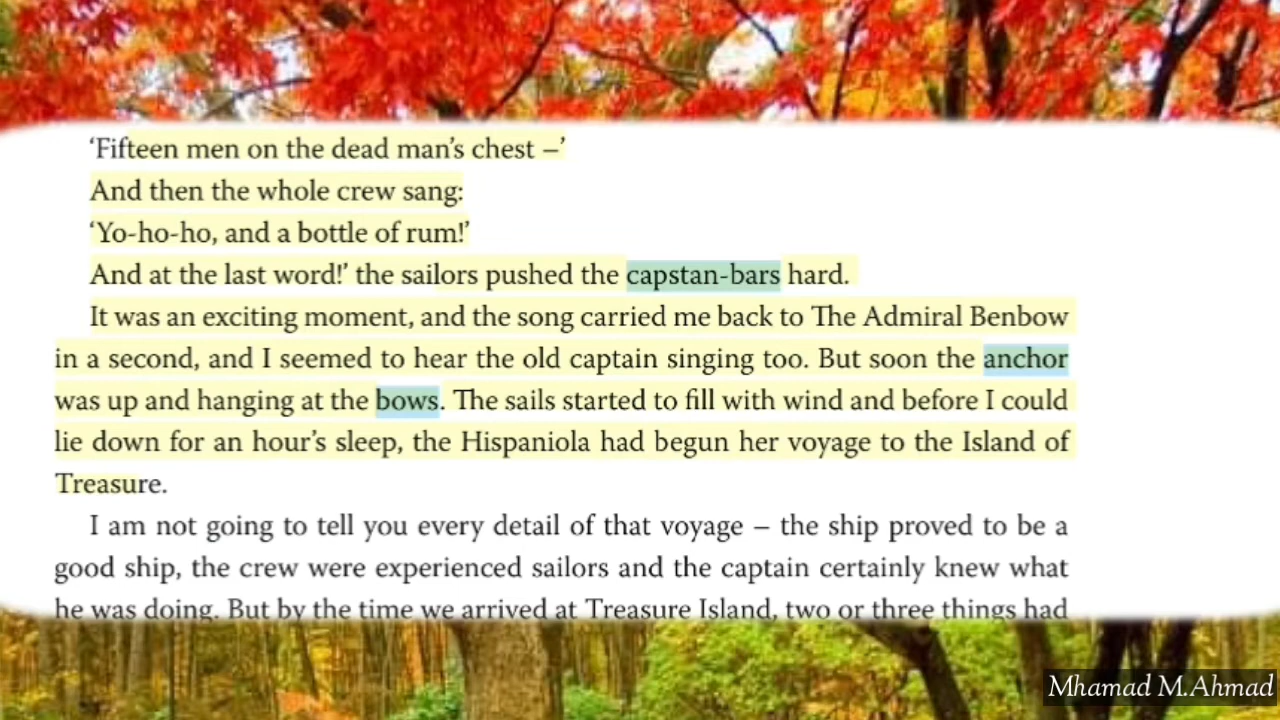 ‘Fifteen men on the dead man’s chest –’
And then the whole crew sang:
‘Yo-ho-ho, and a bottle of rum!’
And at the last word!’ the sailors pushed the capstan-bars hard.
It was an exciting moment, and the song carried me back to The Admiral Benbow
in a second, and I seemed to hear the old captain singing too. But soon the anchor
was up and hanging at the bows. The sails started to fill with wind and before I could
lie down for an hour’s sleep, the Hispaniola had begun her voyage to the Island of
Treasure.
I am not going to tell you every detail of that voyage – the ship proved to be a
good ship, the crew were experienced sailors and the captain certainly knew what
he was doing. But by the time we arrived at Treasure Island, two or three things had
Mhamad M.Ahmad